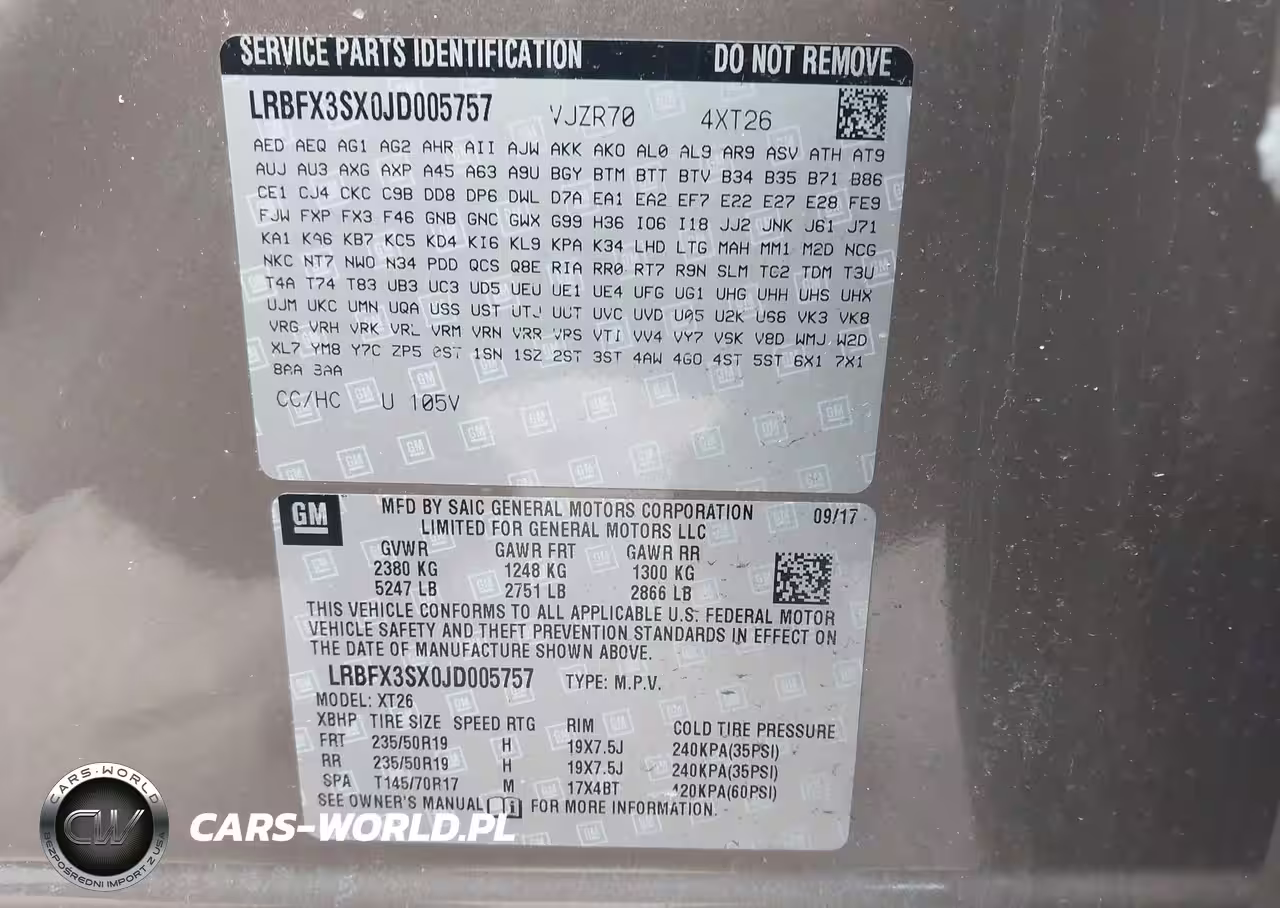 SERVICE PARTS IDENTIFICATION DO NOT REMOVE
LRBFX3SX0JD005757 VJZR70 4XT26
AED AEQ AG1 AG2 AHR AII AJW AKK AKO AL0 AL9 AR9 ASV ATH AT9
AUJ AU3 AXG AXP A45 A63 A9U BGY BTM BTT BTV B34 B35 B71 B86
CE1 CJ4 CKC C9B DD8 DP6 DWL D7A EA1 EA2 EF7 E22 E27 E28 FE9
FJW FXP FX3 F46 GNB GNC GWX G99 H36 IO6 I18 JJ2 JNK J61 J71
KA1 KA6 KB7 KC5 KD4 KI6 KL9 KPA K34 LHD LTG MAH MM1 M2D NCG
NKC NT7 NWO N34 PDD QCS Q8E RIA RR0 RT7 R9N SLM TC2 TDM T3U
T4A T74 T83 UB3 UC3 UD5 UEU UE1 UE4 UFG UG1 UHG UHH UHS UHX
UJM UKC UMN UQA USS UST UTJ UUT UVC UVD U05 U2K U68 VK3 VK8
VRG VRH VRK VRL VRM VRN VRR VRS VTI VV4 VY7 VSK V8D WMJ W2D
XL7 YM8 Y7C ZP5 0ST 1SN 1SZ 2ST 3ST 4AW 4GO 4ST 5ST 6X1 7X1
8AA 3AA
CC/HC U 105V
GM MFD BY SAIC GENERAL MOTORS CORPORATION 09/17
LIMITED FOR GENERAL MOTORS LLC
GVWR GAWR FRT GAWR RR
2380 KG 1248 KG 1300 KG
5247 LB 2751 LB 2866 LB
THIS VEHICLE CONFORMS TO ALL APPLICABLE U.S. FEDERAL MOTOR
VEHICLE SAFETY AND THEFT PREVENTION STANDARDS IN EFFECT ON
THE DATE OF MANUFACTURE SHOWN ABOVE.
LRBFX3SX0JD005757 TYPE: M.P.V.
MODEL: XT26
XBHP TIRE SIZE SPEED RTG RIM COLD TIRE PRESSURE
FRT 235/50R19 H 19X7.5J 240KPA(35PSI)
RR 235/50R19 H 19X7.5J 240KPA(35PSI)
SPA T145/70R17 M 17X4BT 420KPA(60PSI)
SEE OWNER'S MANUAL FOR MORE INFORMATION.
CARS-WORLD
CW
BEZPOŚREDNI IMPORT Z USA
CARS-WORLD.PL